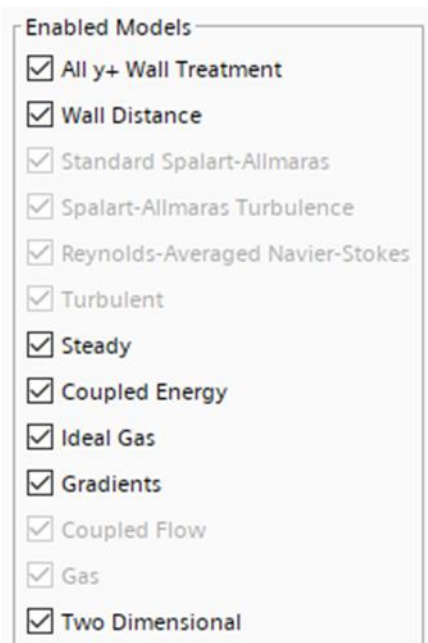 Enabled Models
All y+ Wall Treatment
Wall Distance
Standard Spalart-Allmaras
Spalart-Allmaras Turbulence
Reynolds-Averaged Navier-Stokes
Turbulent
Steady
Coupled Energy
Ideal Gas
Gradients
Coupled Flow
Gas
Two Dimensional